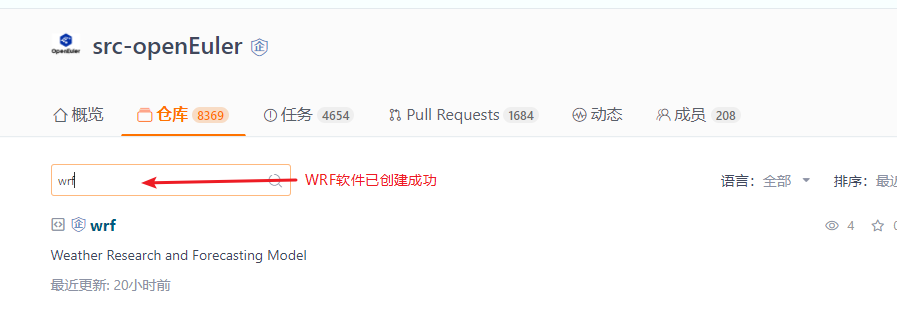 OpenEuler
src-openEuler 企
概览 仓库 8369 任务 4654 Pull Requests 1684 动态 成员 208
wrf WRF软件已创建成功 语言: 全部 排序: 最近
企 wrf 4 0
Weather Research and Forecasting Model
最近更新: 20小时前